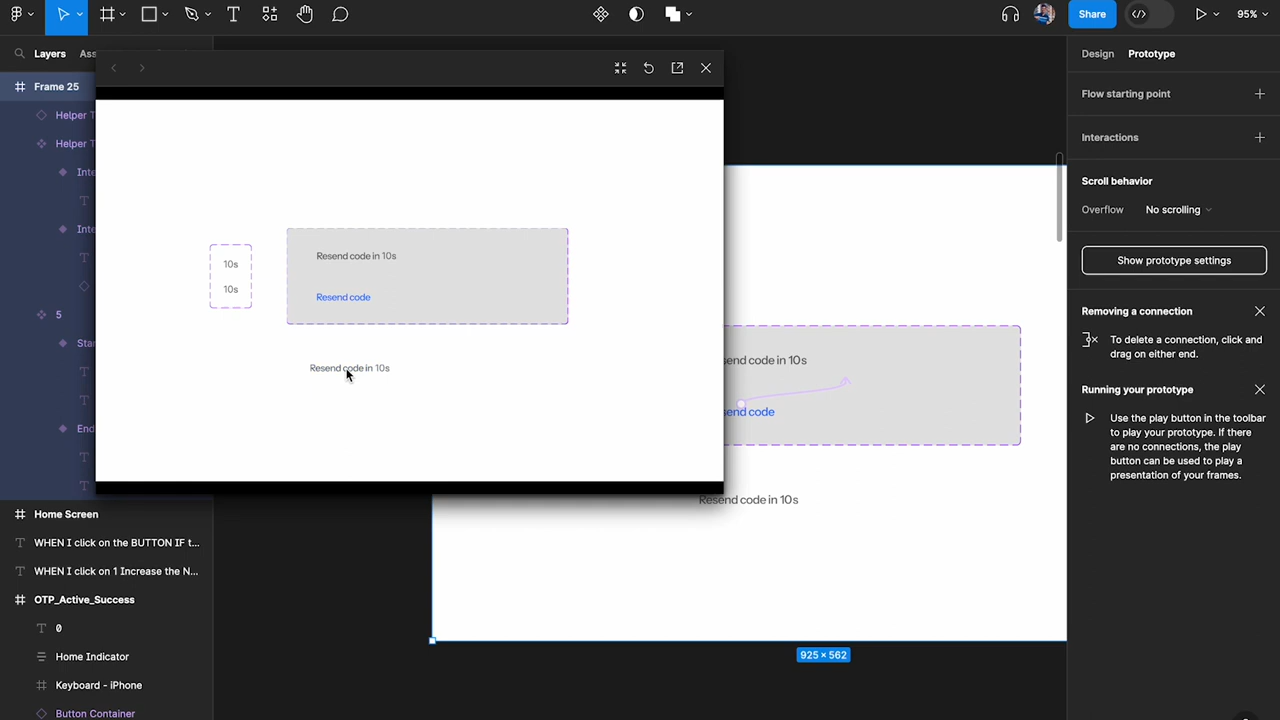 Share
95%
Layers
Ass
Design
Prototype
Frame 25
Helper T
Helper T
Inte
Inte
5
Star
End
Home Screen
WHEN I click on the BUTTON IF t...
WHEN I click on 1 Increase the N...
OTP_Active_Success
0
Home Indicator
Keyboard - iPhone
Button Container
10s
10s
Resend code in 10s
Resend code
Resend code in 10s
send code in 10s
send code
Resend code in 10s
925 × 562
Flow starting point
Interactions
Scroll behavior
Overflow
No scrolling
Show prototype settings
Removing a connection
To delete a connection, click and
drag on either end.
Running your prototype
Use the play button in the toolbar
to play your prototype. If there
are no connections, the play
button can be used to play a
presentation of your frames.